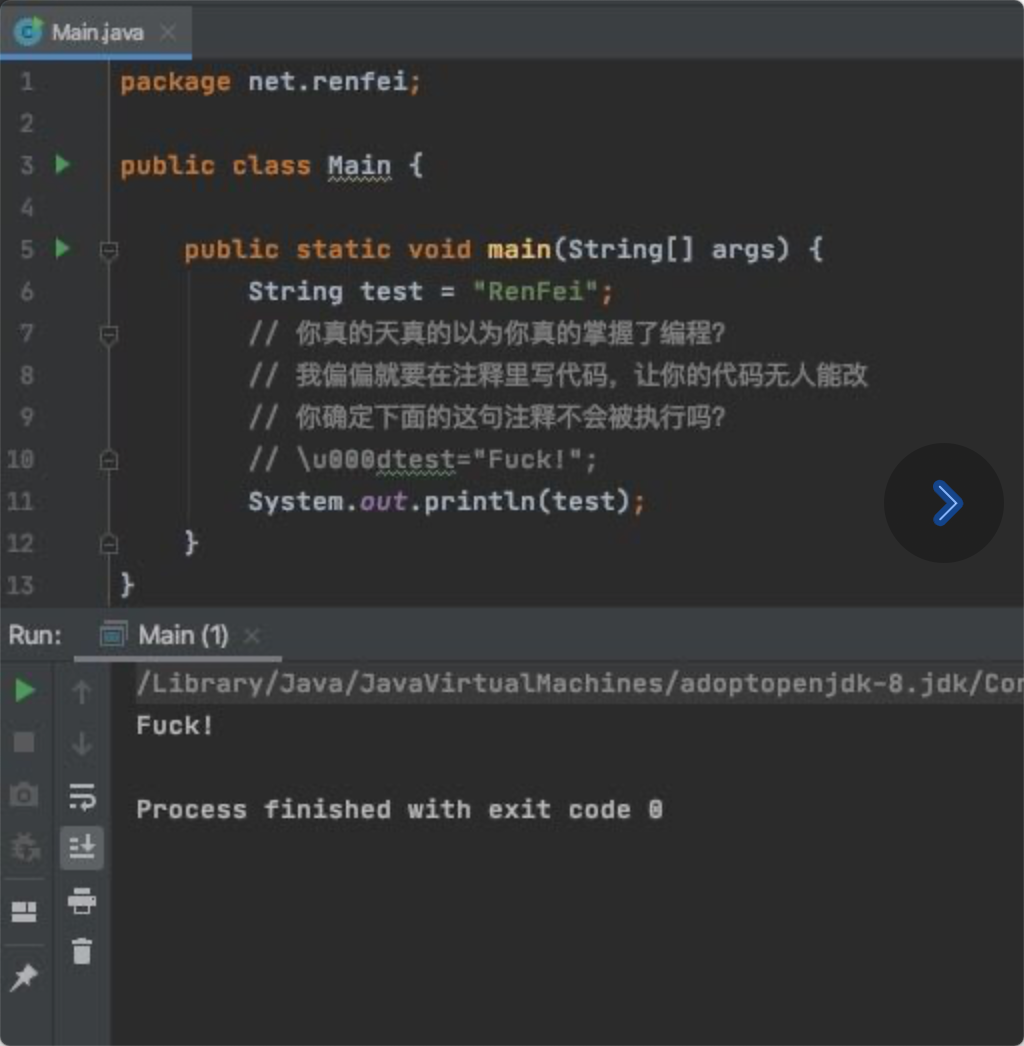 Main.java
1 package net.renfei;
2
3 public class Main {
4
5 public static void main(String[] args) {
6 String test = "RenFei";
7 // 你真的天真的以为你真的掌握了编程?
8 // 我偏偏就要在注释里写代码，让你的代码无人能改
9 // 你确定下面的这句注释不会被执行吗?
10 // \u000dtest="Fuck!";
11 System.out.println(test);
12 }
13 }
Run: Main (1)
/Library/Java/JavaVirtualMachines/adoptopenjdk-8.jdk/Con
Fuck!
Process finished with exit code 0